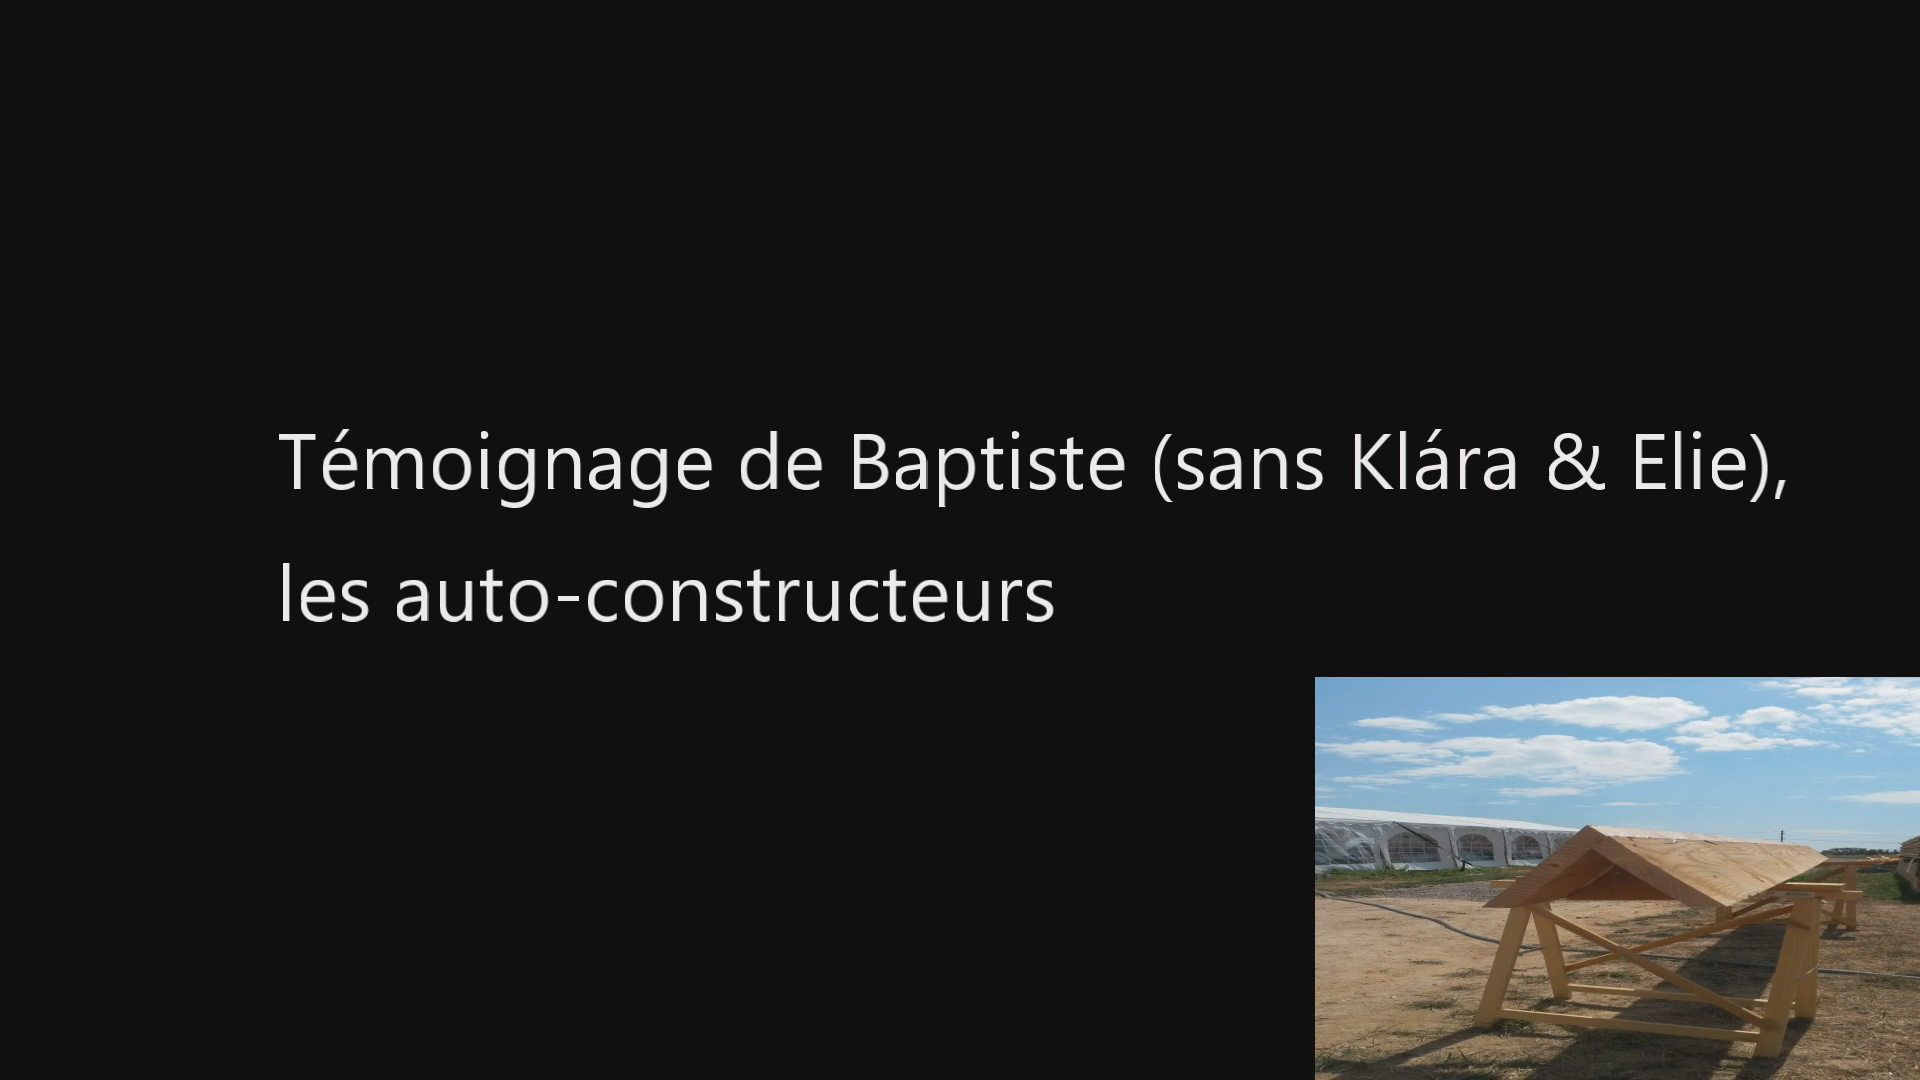 Témoignage de Baptiste (sans Klára & Elie),
les auto-constructeurs